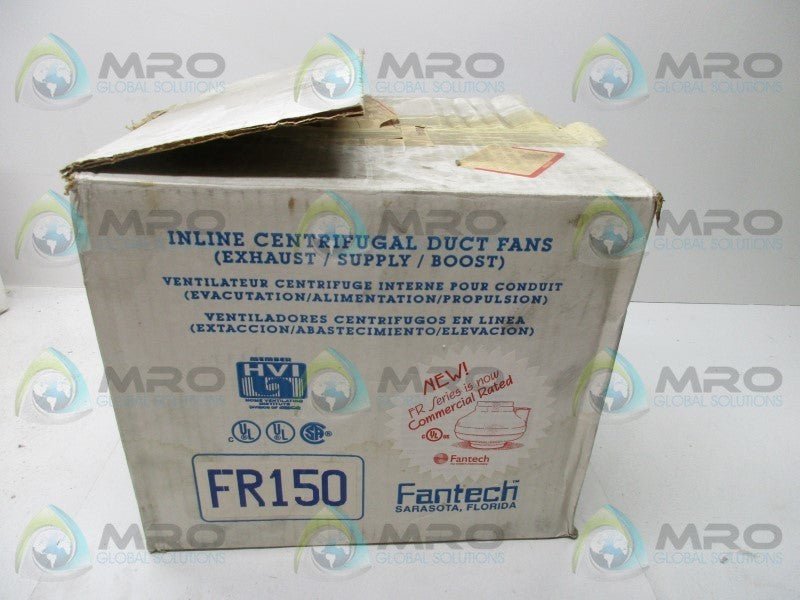 INLINE CENTRIFUGAL DUCT FANS
(EXHAUST / SUPPLY / BOOST)
VENTILATEUR CENTRIFUGE INTERNE POUR CONDUIT
(EVACUTATION/ALIMENTATION/PROPULSION)
VENTILADORES CENTRIFUGOS EN LINEA
(EXTACCION/ABASTECIMIENTO/ELEVACION)
MEMBER
HVI
HOME VENTILATING
INSTITUTE
NEW!
FR Series is now
Commercial Rated
Fantech
FR150
Fantech™
SARASOTA, FLORIDA
MRO
GLOBAL SOLUTIONS